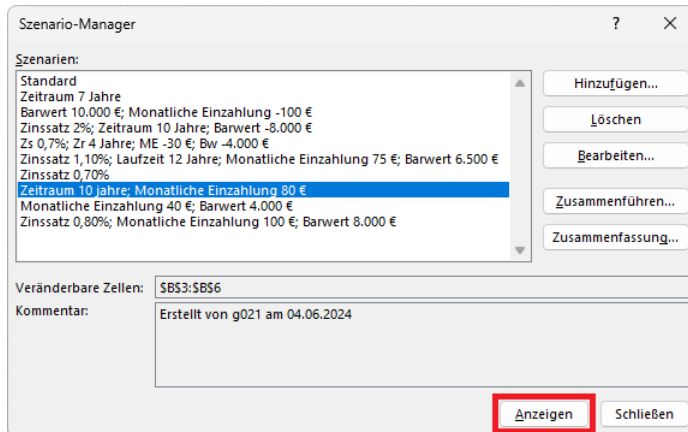 Szenario-Manager
?
Szenarien:
Standard
Zeitraum 7 Jahre
Barwert 10.000 €; Monatliche Einzahlung -100 €
Zinssatz 2%; Zeitraum 10 Jahre; Barwert -8.000 €
Zs 0,7%; Zr 4 Jahre; ME -30 €; Bw -4.000 €
Zinssatz 1,10%; Laufzeit 12 Jahre; Monatliche Einzahlung 75 €; Barwert 6.500 €
Zinssatz 0,70%
Zeitraum 10 jahre; Monatliche Einzahlung 80 €
Monatliche Einzahlung 40 €; Barwert 4.000 €
Zinssatz 0,80%; Monatliche Einzahlung 100 €; Barwert 8.000 €
Hinzufügen...
Löschen
Bearbeiten...
Zusammenführen...
Zusammenfassung...
Veränderbare Zellen: $B$3:$B$6
Kommentar: Erstellt von g021 am 04.06.2024
Anzeigen
Schließen